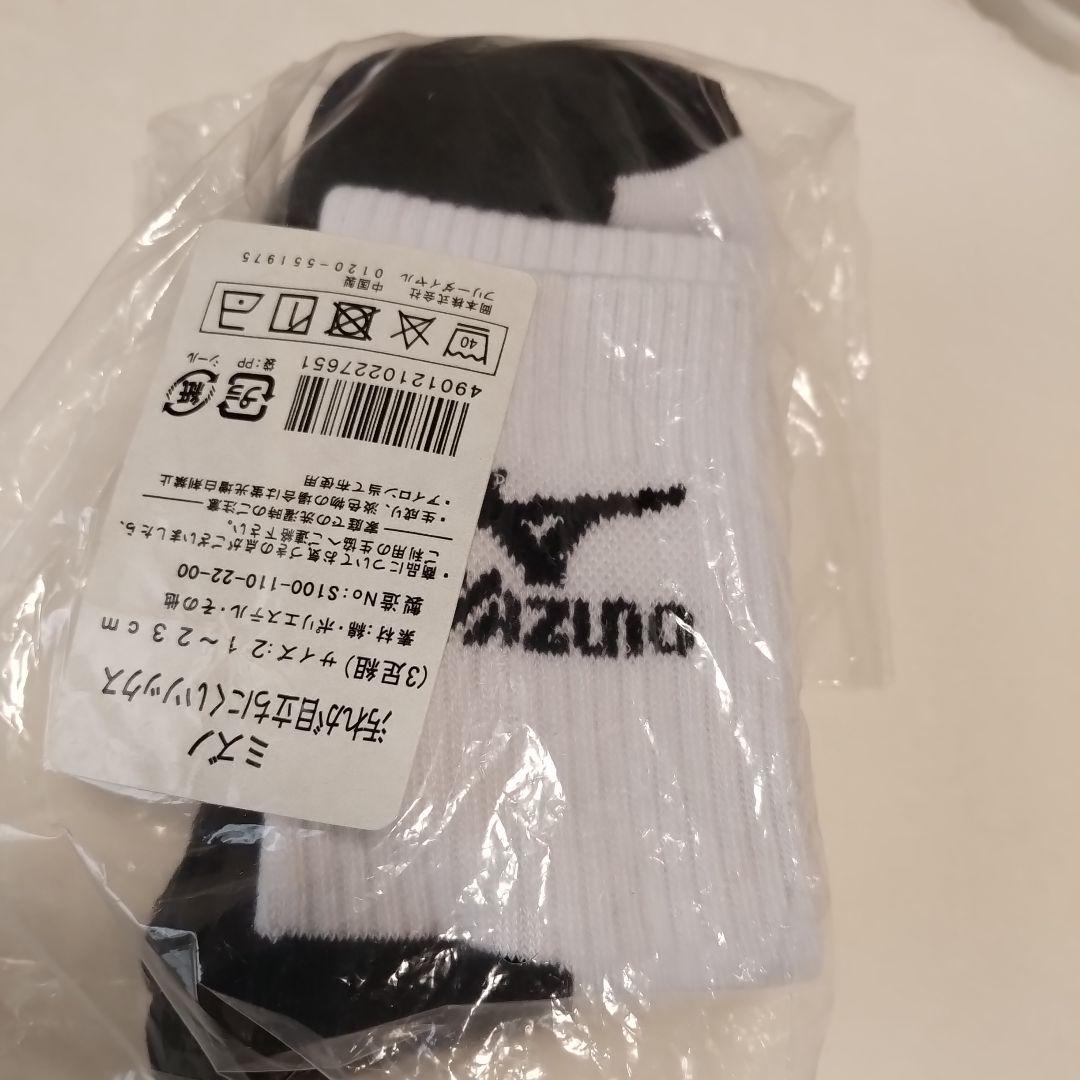 ミズノ
汚れが目立ちにくいソックス
(3足組) サイズ:21〜23cm
素材:綿・ポリエステル・その他
製造No:S100-110-22-00
・商品についてお気づきの点がございましたら、
ご利用の生協へご連絡下さい。
家庭での洗濯時のご注意
・生成り、淡色物の場合は蛍光増白剤禁止
・アイロン当て布使用
4901210227651
プラ
袋:PP
紙
シール
40
岡本株式会社 中国製
フリーダイヤル 0120-551975
MIZUNO